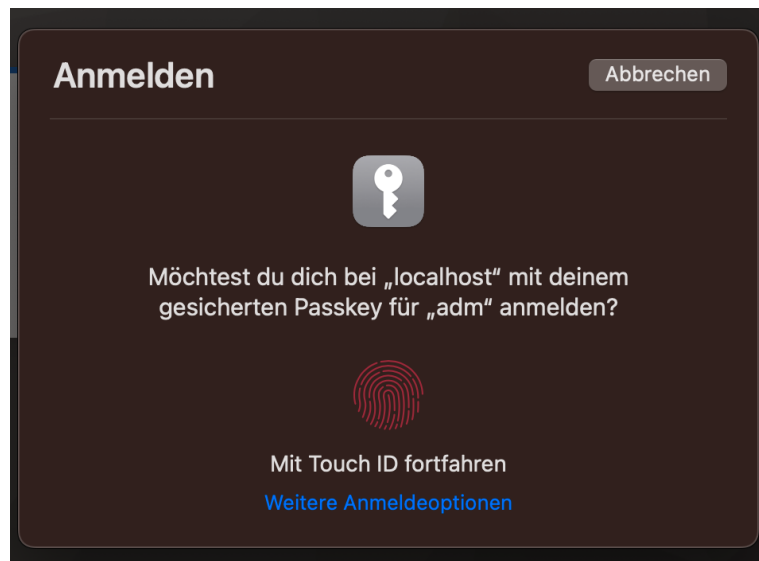 Anmelden
Abbrechen
Möchtest du dich bei „localhost“ mit deinem
gesicherten Passkey für „adm“ anmelden?
Mit Touch ID fortfahren
Weitere Anmeldeoptionen